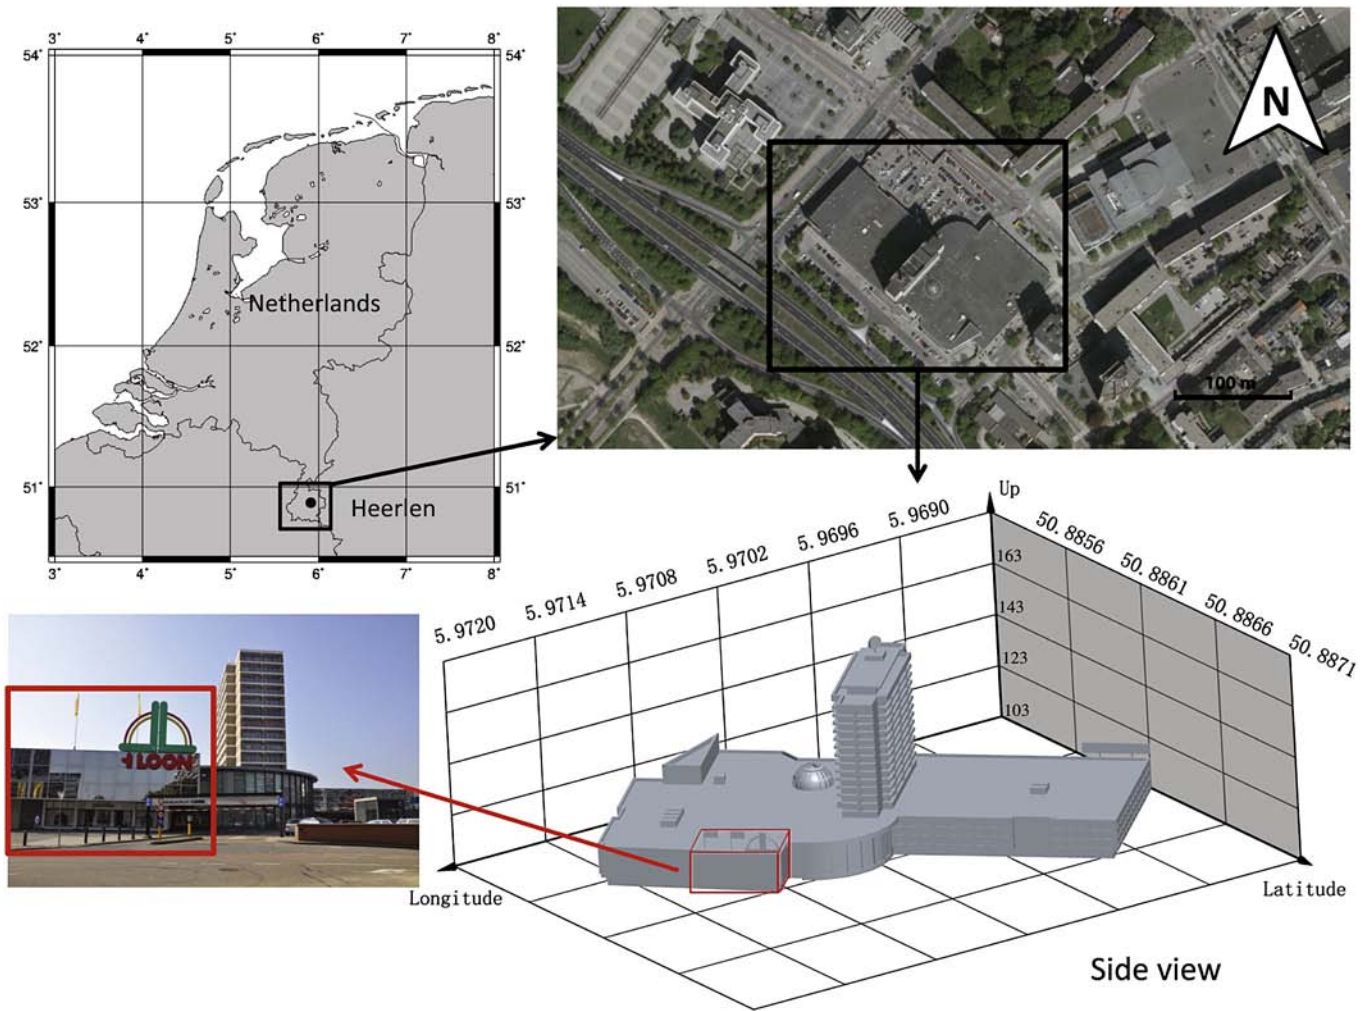 3° 4° 5° 6° 7° 8°
54° 54°
53° 53°
52° 52°
51° 51°
3° 4° 5° 6° 7° 8°
Netherlands
Heerlen
N
100 m
Up
5.9720 5.9714 5.9708 5.9702 5.9696 5.9690
50.8856 50.8861 50.8866 50.8871
163
143
123
103
Longitude
Latitude
Side view
LOON